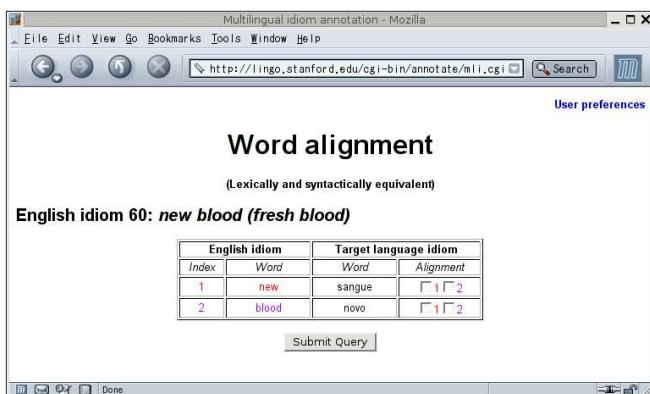 Multilingual idiom annotation - Mozilla
File Edit View Go Bookmarks Tools Window Help
http://lingo.stanford.edu/cgi-bin/annotate/mli.cgi Search
User preferences
Word alignment
(Lexically and syntactically equivalent)
English idiom 60: new blood (fresh blood)
English idiom Target language idiom
Index Word Word Alignment
1 new sangue 1 2
2 blood novo 1 2
Submit Query
Done